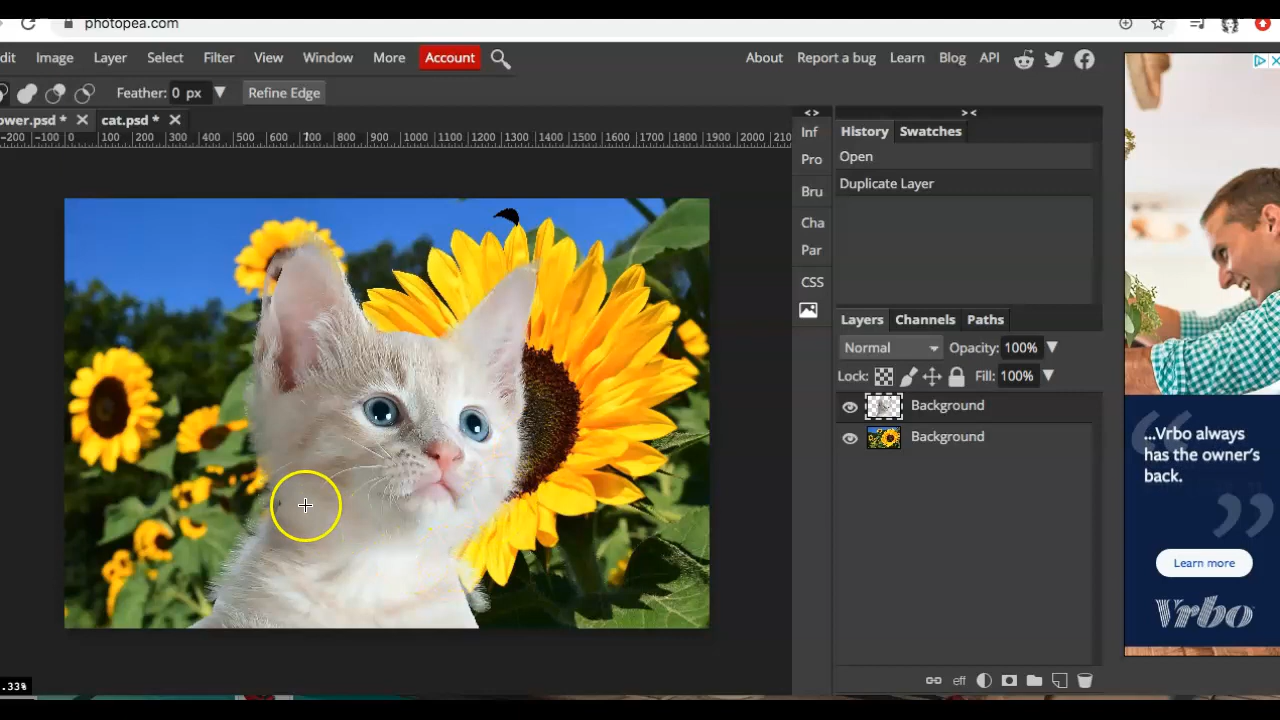 photopea.com
dit Image Layer Select Filter View Window More Account About Report a bug Learn Blog API
Feather: 0 px Refine Edge
ower.psd * cat.psd *
-200 -100 0 100 200 300 400 500 600 700 800 900 1000 1100 1200 1300 1400 1500 1600 1700 1800 1900 2000 210
Inf
Pro
Bru
Cha
Par
CSS
History Swatches
Open
Duplicate Layer
Layers Channels Paths
Normal Opacity: 100%
Lock: Fill: 100%
Background
Background
eff
.33%
...Vrbo always
has the owner's
back.
Learn more
Vrbo